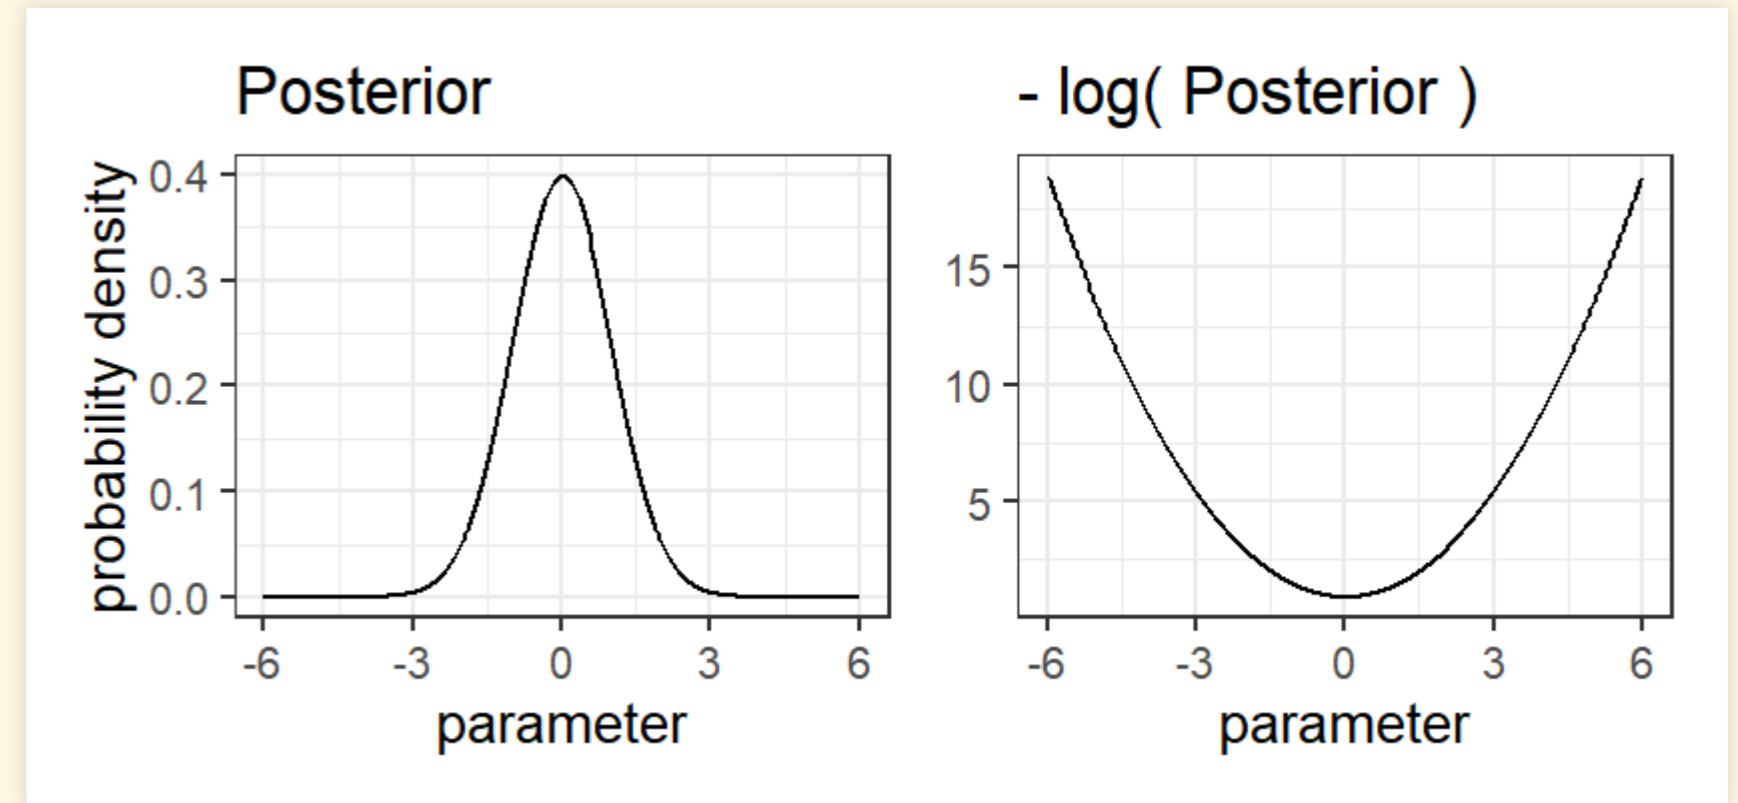 Posterior
probability density
0.4
0.3
0.2
0.1
0.0
-6 -3 0 3 6
parameter
- log( Posterior )
15
10
5
-6 -3 0 3 6
parameter